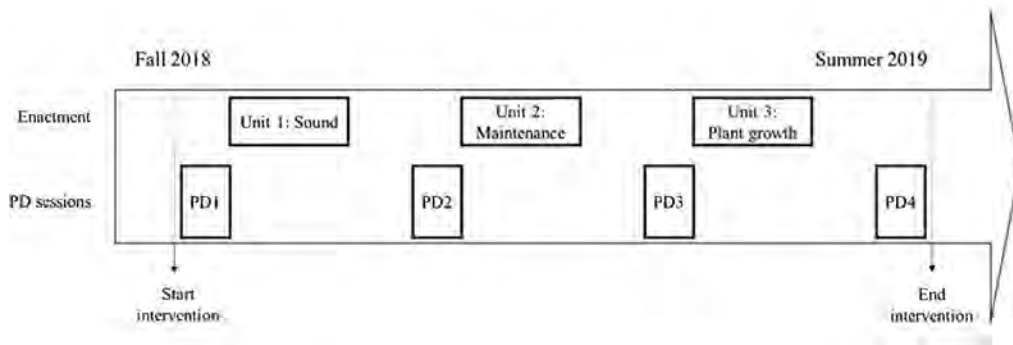 Fall 2018
Summer 2019
Enactment
Unit 1: Sound
Unit 2:
Maintenance
Unit 3:
Plant growth
PD sessions
PD1
PD2
PD3
PD4
Start
intervention
End
intervention